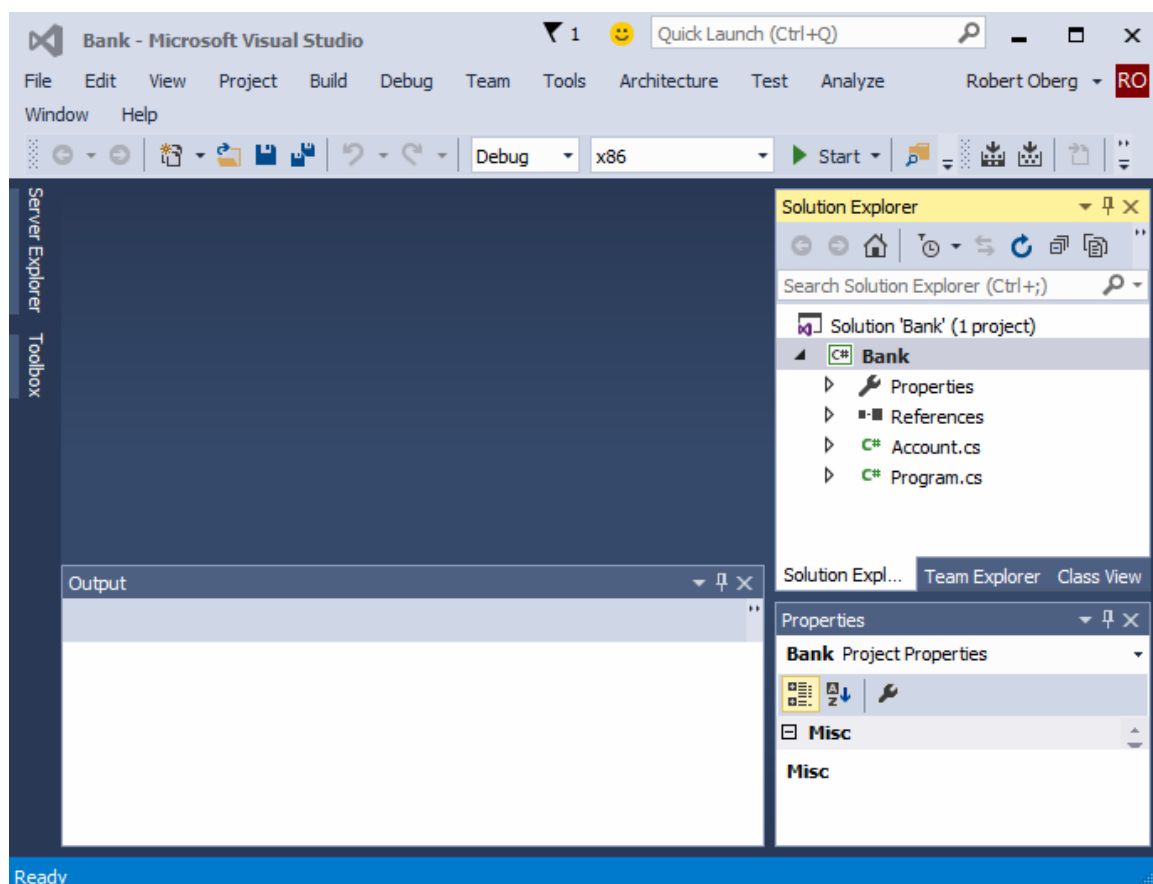 Bank - Microsoft Visual Studio 1 Quick Launch (Ctrl+Q)
File Edit View Project Build Debug Team Tools Architecture Test Analyze Robert Oberg RO
Window Help
Debug x86 Start
Server Explorer
Toolbox
Solution Explorer
Search Solution Explorer (Ctrl+;)
Solution 'Bank' (1 project)
C# Bank
Properties
References
C# Account.cs
C# Program.cs
Solution Expl... Team Explorer Class View
Output
Properties
Bank Project Properties
Misc
Misc
Ready